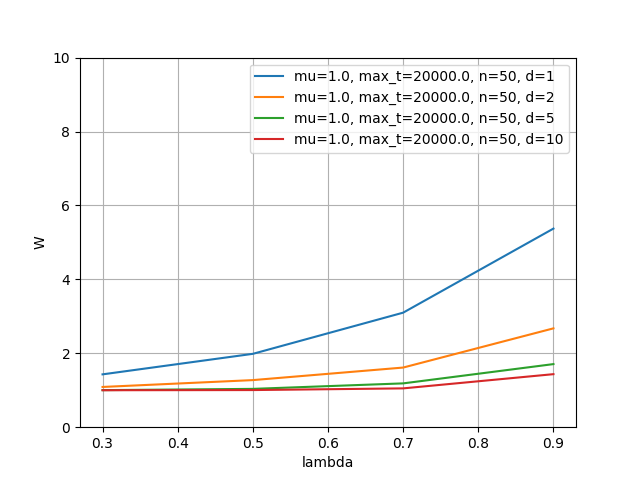 mu=1.0, max_t=20000.0, n=50, d=1
mu=1.0, max_t=20000.0, n=50, d=2
mu=1.0, max_t=20000.0, n=50, d=5
mu=1.0, max_t=20000.0, n=50, d=10
10
8
6
4
2
0
W
0.3 0.4 0.5 0.6 0.7 0.8 0.9
lambda